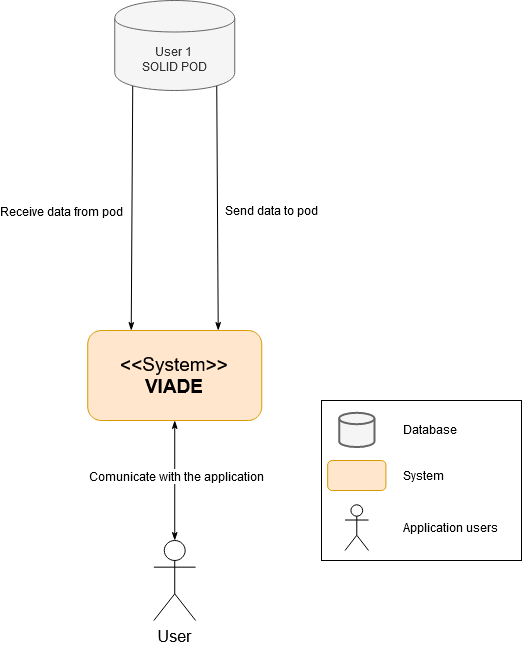 User 1
SOLID POD
Receive data from pod
Send data to pod
<<System>>
VIADE
Comunicate with the application
User
Database
System
Application users